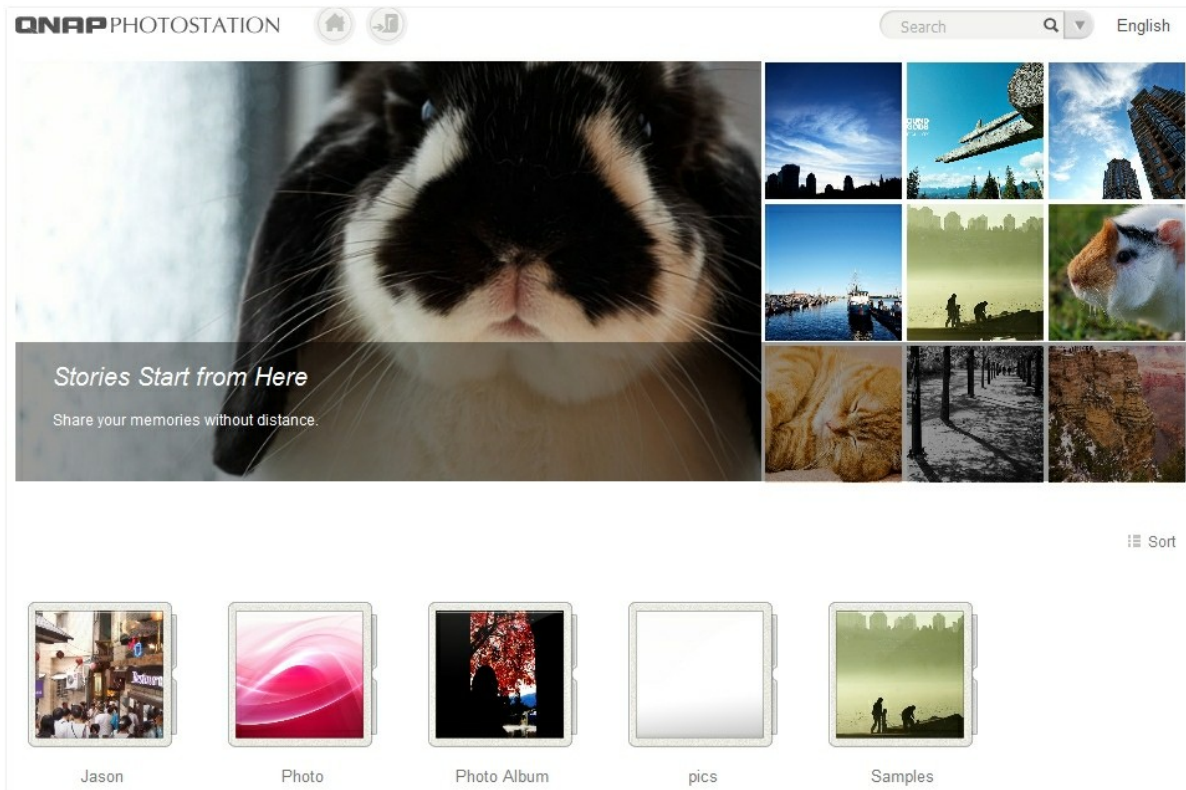 QNAP PHOTOSTATION
Search
English
Stories Start from Here
Share your memories without distance.
Sort
Jason
Photo
Photo Album
pics
Samples